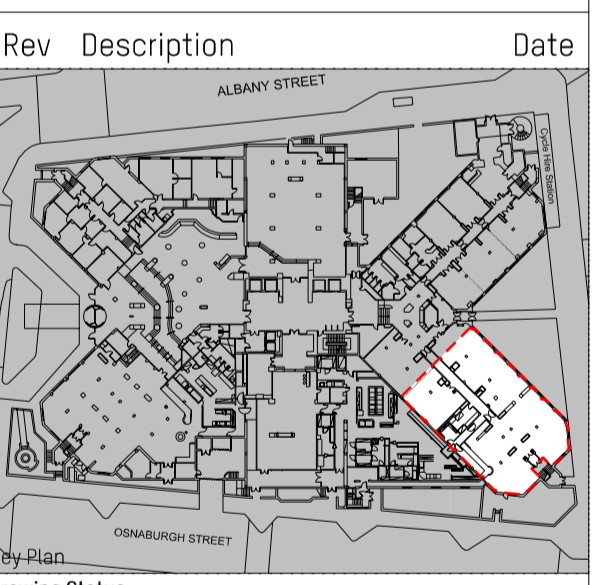 Rev Description Date
ALBANY STREET
Cycle Hire Station
OSNABURGH STREET
ey Plan